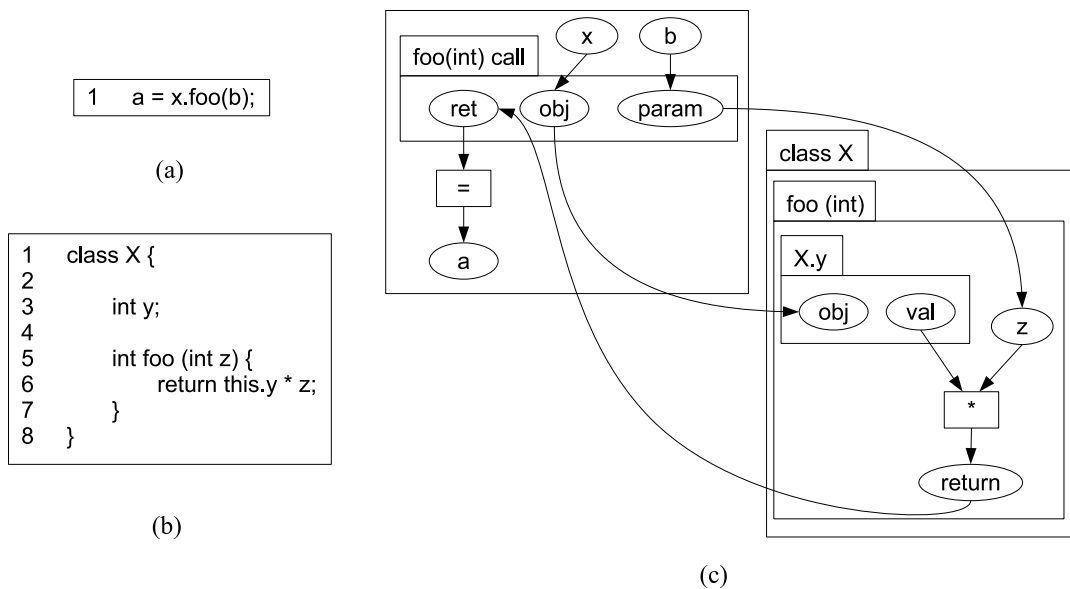 1 a = x.foo(b);
(a)
1 class X {
2
3 int y;
4
5 int foo (int z) {
6 return this.y * z;
7 }
8 }
(b)
x b
foo(int) call
ret obj param
=
a
class X
foo (int)
X.y
obj val z
*
return
(c)